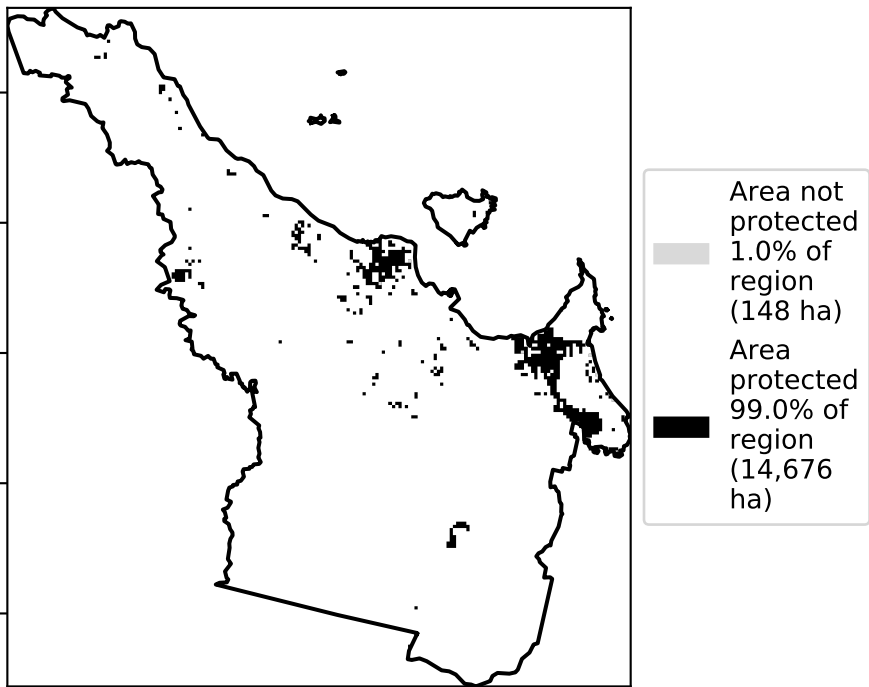 Area not
protected
1.0% of
region
(148 ha)
Area
protected
99.0% of
region
(14,676
ha)